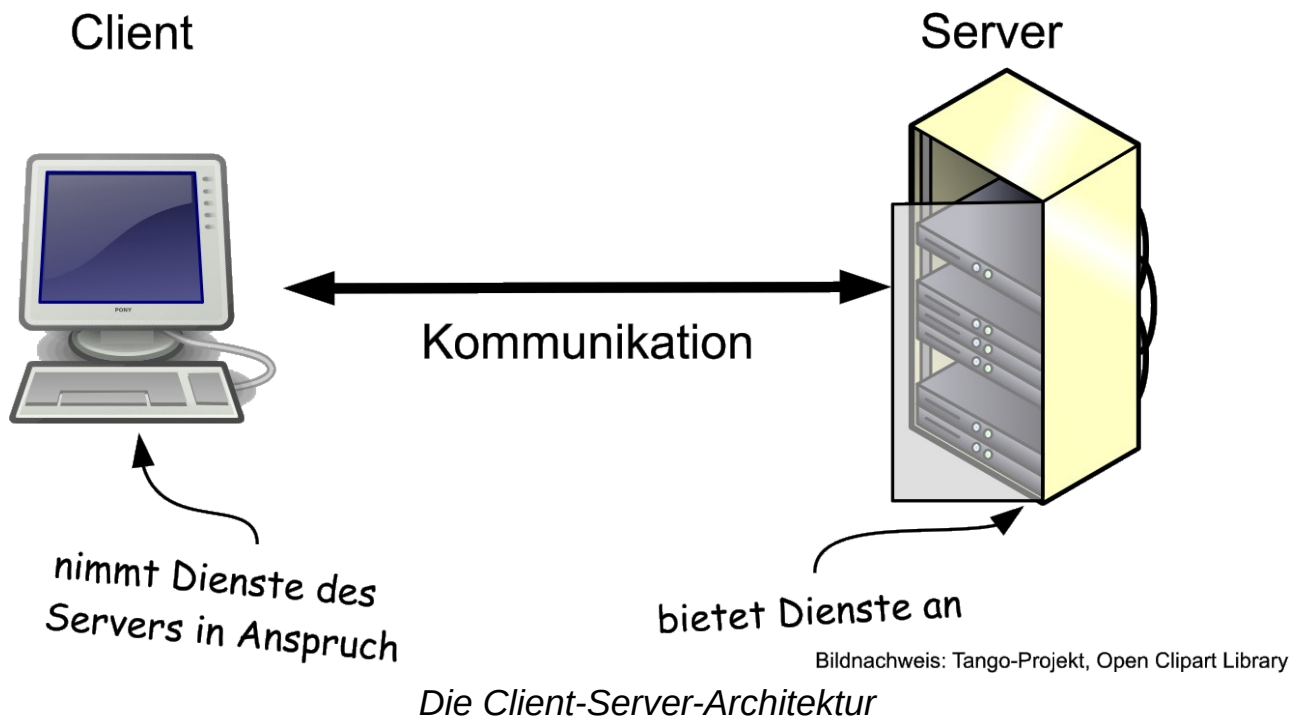 Client
Server
PONY
Kommunikation
nimmt Dienste des
Servers in Anspruch
bietet Dienste an
Bildnachweis: Tango-Projekt, Open Clipart Library
Die Client-Server-Architektur